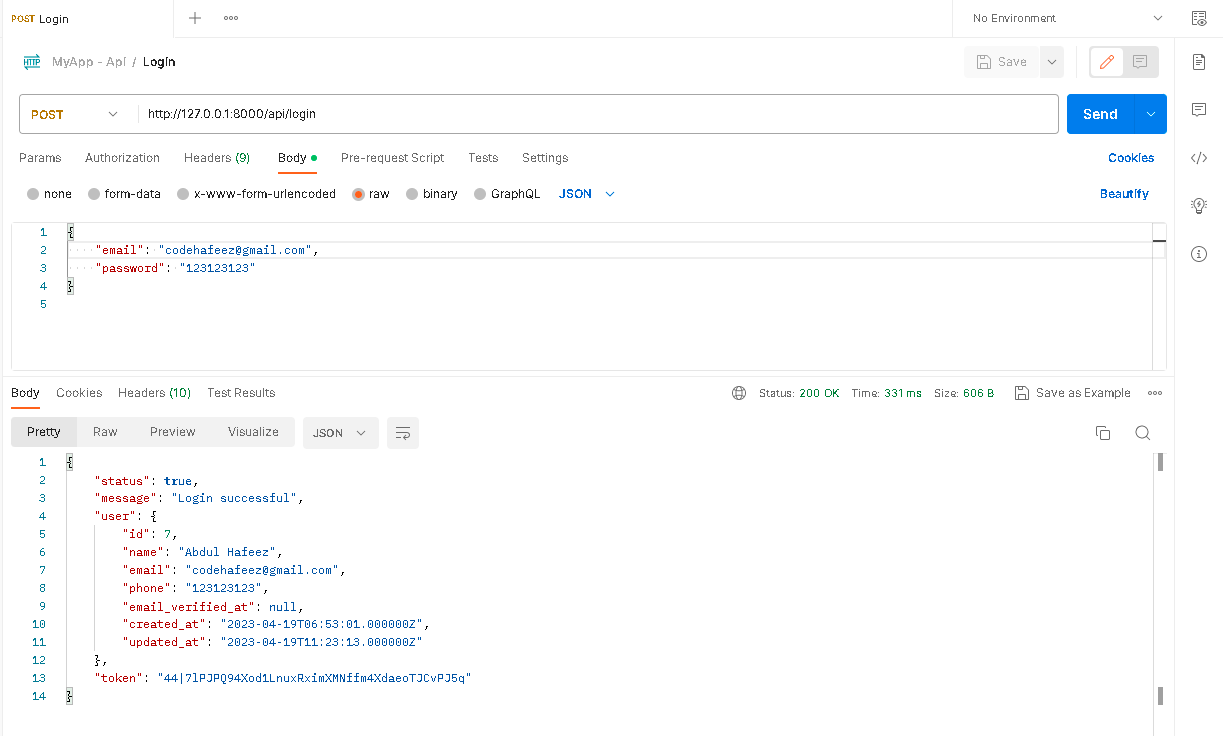 POST Login
No Environment
MyApp - Api / Login
Save
POST
http://127.0.0.1:8000/api/login
Send
Params Authorization Headers (9) Body Pre-request Script Tests Settings Cookies
none form-data x-www-form-urlencoded raw binary GraphQL JSON Beautify
1 {
2 "email": "codehafeez@gmail.com",
3 "password": "123123123"
4 }
5
Body Cookies Headers (10) Test Results Status: 200 OK Time: 331 ms Size: 606 B Save as Example
Pretty Raw Preview Visualize JSON
1 {
2 "status": true,
3 "message": "Login successful",
4 "user": {
5 "id": 7,
6 "name": "Abdul Hafeez",
7 "email": "codehafeez@gmail.com",
8 "phone": "123123123",
9 "email_verified_at": null,
10 "created_at": "2023-04-19T06:53:01.000000Z",
11 "updated_at": "2023-04-19T11:23:13.000000Z"
12 },
13 "token": "44|7lPJPQ94Xod1LnuxRximXMNffm4XdaeoTJCvPJ5q"
14 }